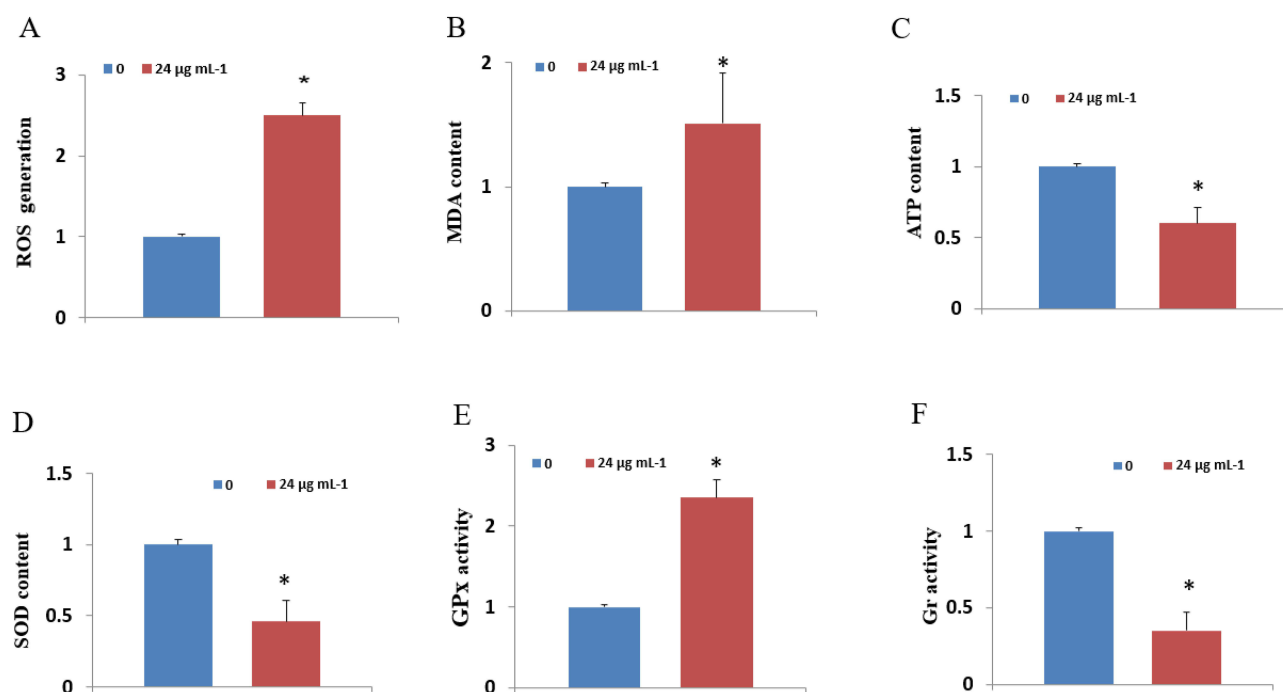 A
0 24 µg mL-1
ROS generation
3
*
2
1
0
B
0 24 µg mL-1
MDA content
2
*
1
0
C
0 24 µg mL-1
ATP content
1.5
1
*
0.5
0
D
0 24 µg mL-1
SOD content
1.5
1
*
0.5
0
E
0 24 µg mL-1
GPx activity
3
*
2
1
0
F
0 24 µg mL-1
Gr activity
1.5
1
*
0.5
0